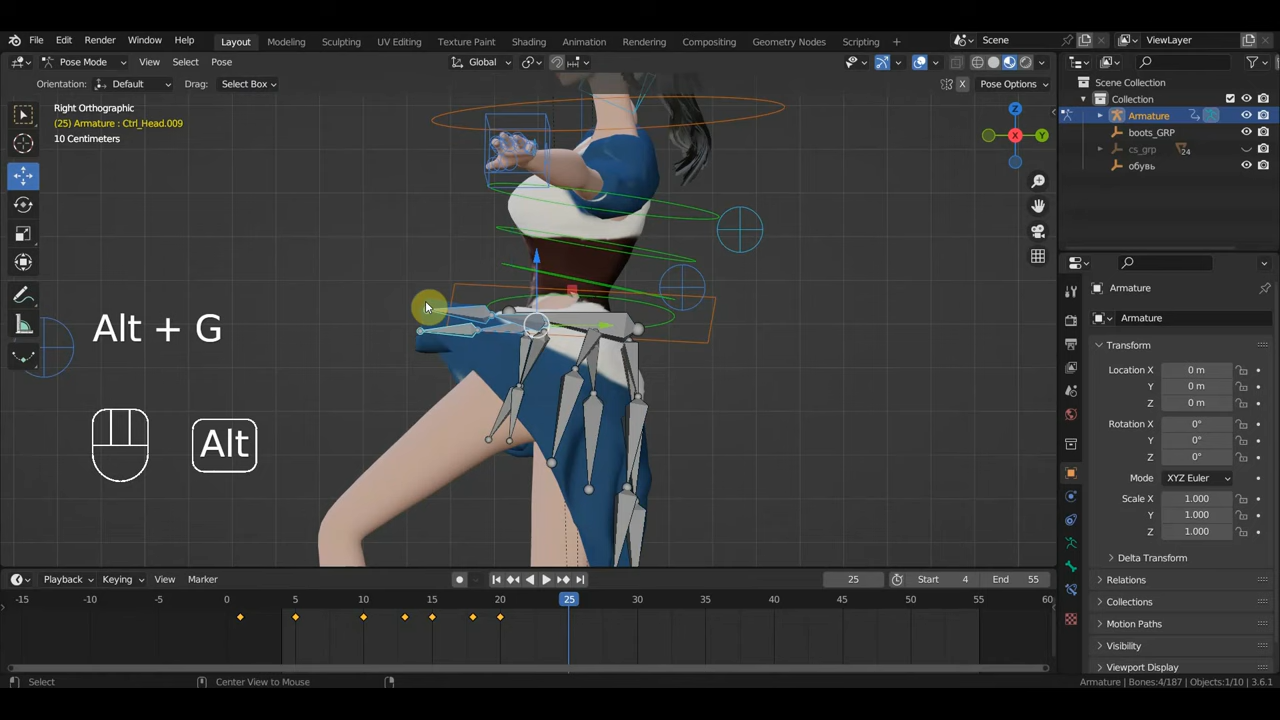 File Edit Render Window Help Layout Modeling Sculpting UV Editing Texture Paint Shading Animation Rendering Compositing Geometry Nodes Scripting + Scene ViewLayer
Pose Mode View Select Pose Global
Orientation: Default Drag: Select Box X Pose Options
Right Orthographic
(25) Armature : Ctrl_Head.009
10 Centimeters
Z
X
Y
Alt + G
Alt
Scene Collection
Collection
Armature
boots_GRP
cs_grp 24
обувь
Armature
Armature
Transform
Location X 0 m
Y 0 m
Z 0 m
Rotation X 0°
Y 0°
Z 0°
Mode XYZ Euler
Scale X 1.000
Y 1.000
Z 1.000
Delta Transform
Relations
Collections
Motion Paths
Visibility
Viewport Display
Playback Keying View Marker 25 Start 4 End 55
-15 -10 -5 0 5 10 15 20 25 30 35 40 45 50 55 60
Select Center View to Mouse Armature | Bones:4/187 | Objects:1/10 | 3.6.1